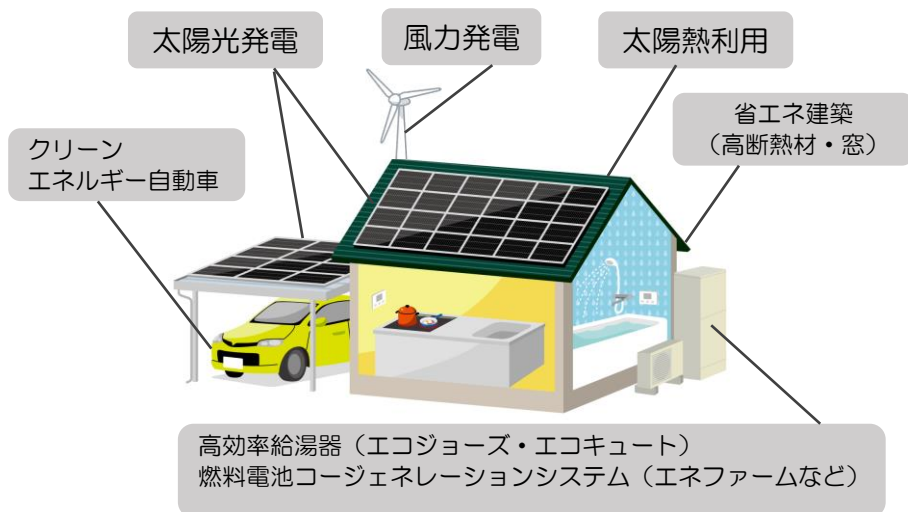 太陽光発電
風力発電
太陽熱利用
省エネ建築
（高断熱材・窓）
クリーン
エネルギー自動車
高効率給湯器（エコジョーズ・エコキュート）
燃料電池コージェネレーションシステム（エネファームなど）